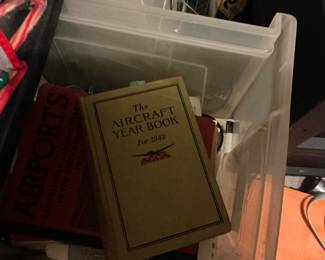 The
AIRCRAFT
YEAR BOOK
For 1942
AIRPORTS